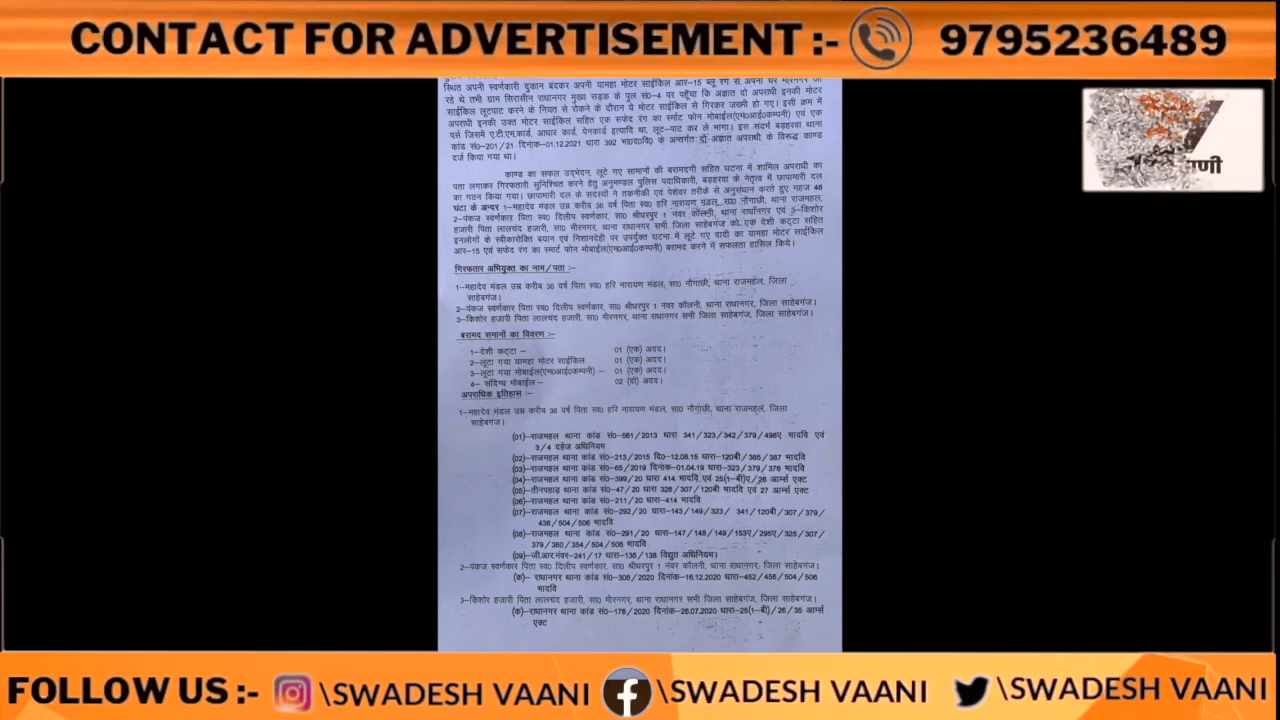 CONTACT FOR ADVERTISEMENT :- 9795236489
स्थित अपनी स्वर्णकारी दुकान बंदकर अपनी यामहा मोटर साईकिल आर–15 ब्लू रंग से अपना घर मीरनगर जा
रहे थे तभी ग्राम सिरासीन राधानगर मुख्य सड़क के पुल सं0–4 पर पहुँचा कि अज्ञात दो अपराधी इनकी मोटर
साईकिल लूटपाट करने के नियत से रोकने के दौरान ये मोटर साईकिल से गिरकर जख्मी हो गए। इसी क्रम में
अपराधी इनकी उक्त मोटर साईकिल सहित एक सफेद रंग का स्मार्ट फोन मोबाईल(एम0आई0कम्पनी) एवं एक
पर्स जिसमें ए.टी.एम.कार्ड, आधार कार्ड, पेनकार्ड इत्यादि था, लूट–पाट कर ले भागा। इस संदर्भ बड़हरवा थाना
कांड सं0–201/21 दिनांक–01.12.2021 धारा 392 भा0द0वि0 के अन्तर्गत दो अज्ञात अपराधी के विरूद्ध काण्ड
दर्ज किया गया था।
काण्ड का सफल उद्भेदन, लूटे गए सामानों की बरामदगी सहित घटना में शामिल अपराधी का
पता लगाकर गिरफतारी सुनिश्चित करने हेतु अनुमण्डल पुलिस पदाधिकारी, बड़हरवा के नेतृत्व में छापामारी दल
का गठन किया गया। छापामारी दल के सदस्यों ने तकनीकी एवं पेशेवर तरीके से अनुसंधान करते हुए महज 48
घंटा के अन्दर 1–महादेव मंडल उम्र करीब 36 वर्ष पिता स्व0 हरि नारायण मंडल, सा0 नौगाछी, थाना राजमहल,
2–पंकज स्वर्णकार पिता स्व0 दिलीप स्वर्णकार, सा0 श्रीधरपुर 1 नंबर कॉलनी, थाना राधानगर एवं 3–किशोर
हजारी पिता लालचंद हजारी, सा0 मीरनगर, थाना राधानगर सभी जिला साहेबगंज को एक देशी कट्टा सहित
इनलोगों के स्वीकारोक्ति बयान एवं निशानदेही पर उपर्युक्त घटना में लूटे गए वादी का यामहा मोटर साईकिल
आर–15 एवं सफेद रंग का स्मार्ट फोन मोबाईल(एम0आई0कम्पनी) बरामद करने में सफलता हासिल किये।
गिरफतार अभियुक्त का नाम/पता :–
1–महादेव मंडल उम्र करीब 36 वर्ष पिता स्व0 हरि नारायण मंडल, सा0 नौगाछी, थाना राजमहल, जिला
साहेबगंज।
2–पंकज स्वर्णकार पिता स्व0 दिलीप स्वर्णकार, सा0 श्रीधरपुर 1 नंबर कॉलनी, थाना राधानगर, जिला साहेबगंज।
3–किशोर हजारी पिता लालचंद हजारी, सा0 मीरनगर, थाना राधानगर सभी जिला साहेबगंज, जिला साहेबगंज।
बरामद समानों का विवरण :–
1–देशी कट्टा – 01 (एक) अदद।
2–लूटा गया यामहा मोटर साईकिल 01 (एक) अदद।
3–लूटा गया मोबाईल(एम0आई0कम्पनी) – 01 (एक) अदद।
4– संदिग्ध मोबाईल – 02 (दो) अदद।
अपराधिक इतिहास :–
1–महादेव मंडल उम्र करीब 36 वर्ष पिता स्व0 हरि नारायण मंडल, सा0 नौगाछी, थाना राजमहल, जिला
साहेबगंज।
(01)–राजमहल थाना कांड सं0–561/2013 धारा 341/323/342/379/498ए भादवि एवं
3/4 दहेज अधिनियम
(02)–राजमहल थाना कांड सं0–213/2015 दि0–12.08.15 धारा–120बी/385/387 भादवि
(03)–राजमहल थाना कांड सं0–65/2019 दिनांक–01.04.19 धारा–323/379/376 भादवि
(04)–राजमहल थाना कांड सं0–399/20 धारा 414 भादवि एवं 25(1–बी)ए/26 आर्म्स एक्ट
(05)–तीनपहाड़ थाना कांड सं0–47/20 धारा 326/307/120बी भादवि एवं 27 आर्म्स एक्ट
(06)–राजमहल थाना कांड सं0–211/20 धारा–414 भादवि
(07)–राजमहल थाना कांड सं0–292/20 धारा–143/149/323/ 341/120बी/307/379/
436/504/506 भादवि
(08)–राजमहल थाना कांड सं0–291/20 धारा–147/148/149/153ए/295ए/325/307/
379/380/354/504/506 भादवि
(09)–जी.आर.नंवर–241/17 धारा–135/138 विद्युत अधिनियम।
2–पंकज स्वर्णकार पिता स्व0 दिलीप स्वर्णकार, सा0 श्रीधरपुर 1 नंबर कॉलनी, थाना राधानगर, जिला साहेबगंज।
(क)– राधानगर थाना कांड सं0–308/2020 दिनांक–16.12.2020 धारा–452/456/504/506
भादवि
3–किशोर हजारी पिता लालचंद हजारी, सा0 मीरनगर, थाना राधानगर सभी जिला साहेबगंज, जिला साहेबगंज।
(क)–राधानगर थाना कांड सं0–176/2020 दिनांक–26.07.2020 धारा–25(1–बी)/26/35 आर्म्स
एक्ट
FOLLOW US :- \SWADESH VAANI \SWADESH VAANI \SWADESH VAANI